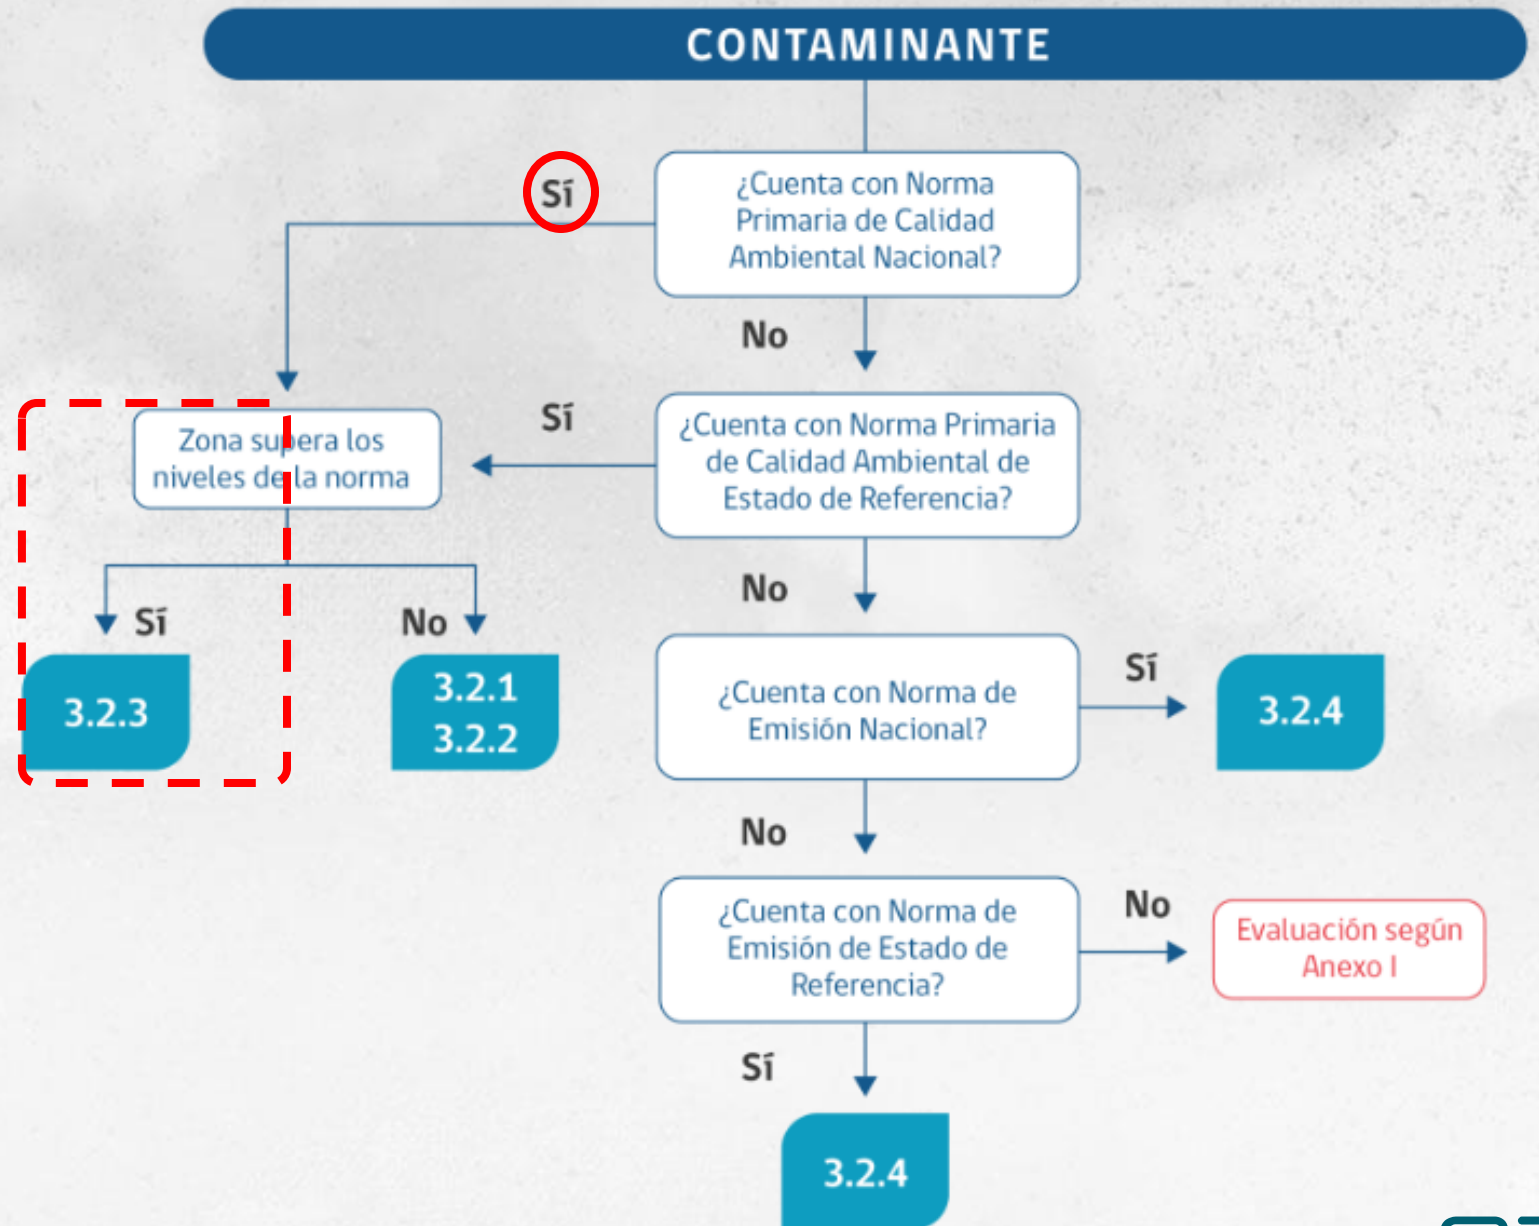 CONTAMINANTE
Sí
¿Cuenta con Norma
Primaria de Calidad
Ambiental Nacional?
No
Zona supera los
niveles de la norma
Sí
¿Cuenta con Norma Primaria
de Calidad Ambiental de
Estado de Referencia?
Sí
No
No
3.2.3
3.2.1
3.2.2
¿Cuenta con Norma de
Emisión Nacional?
Sí
3.2.4
No
¿Cuenta con Norma de
Emisión de Estado de
Referencia?
No
Evaluación según
Anexo I
Sí
3.2.4